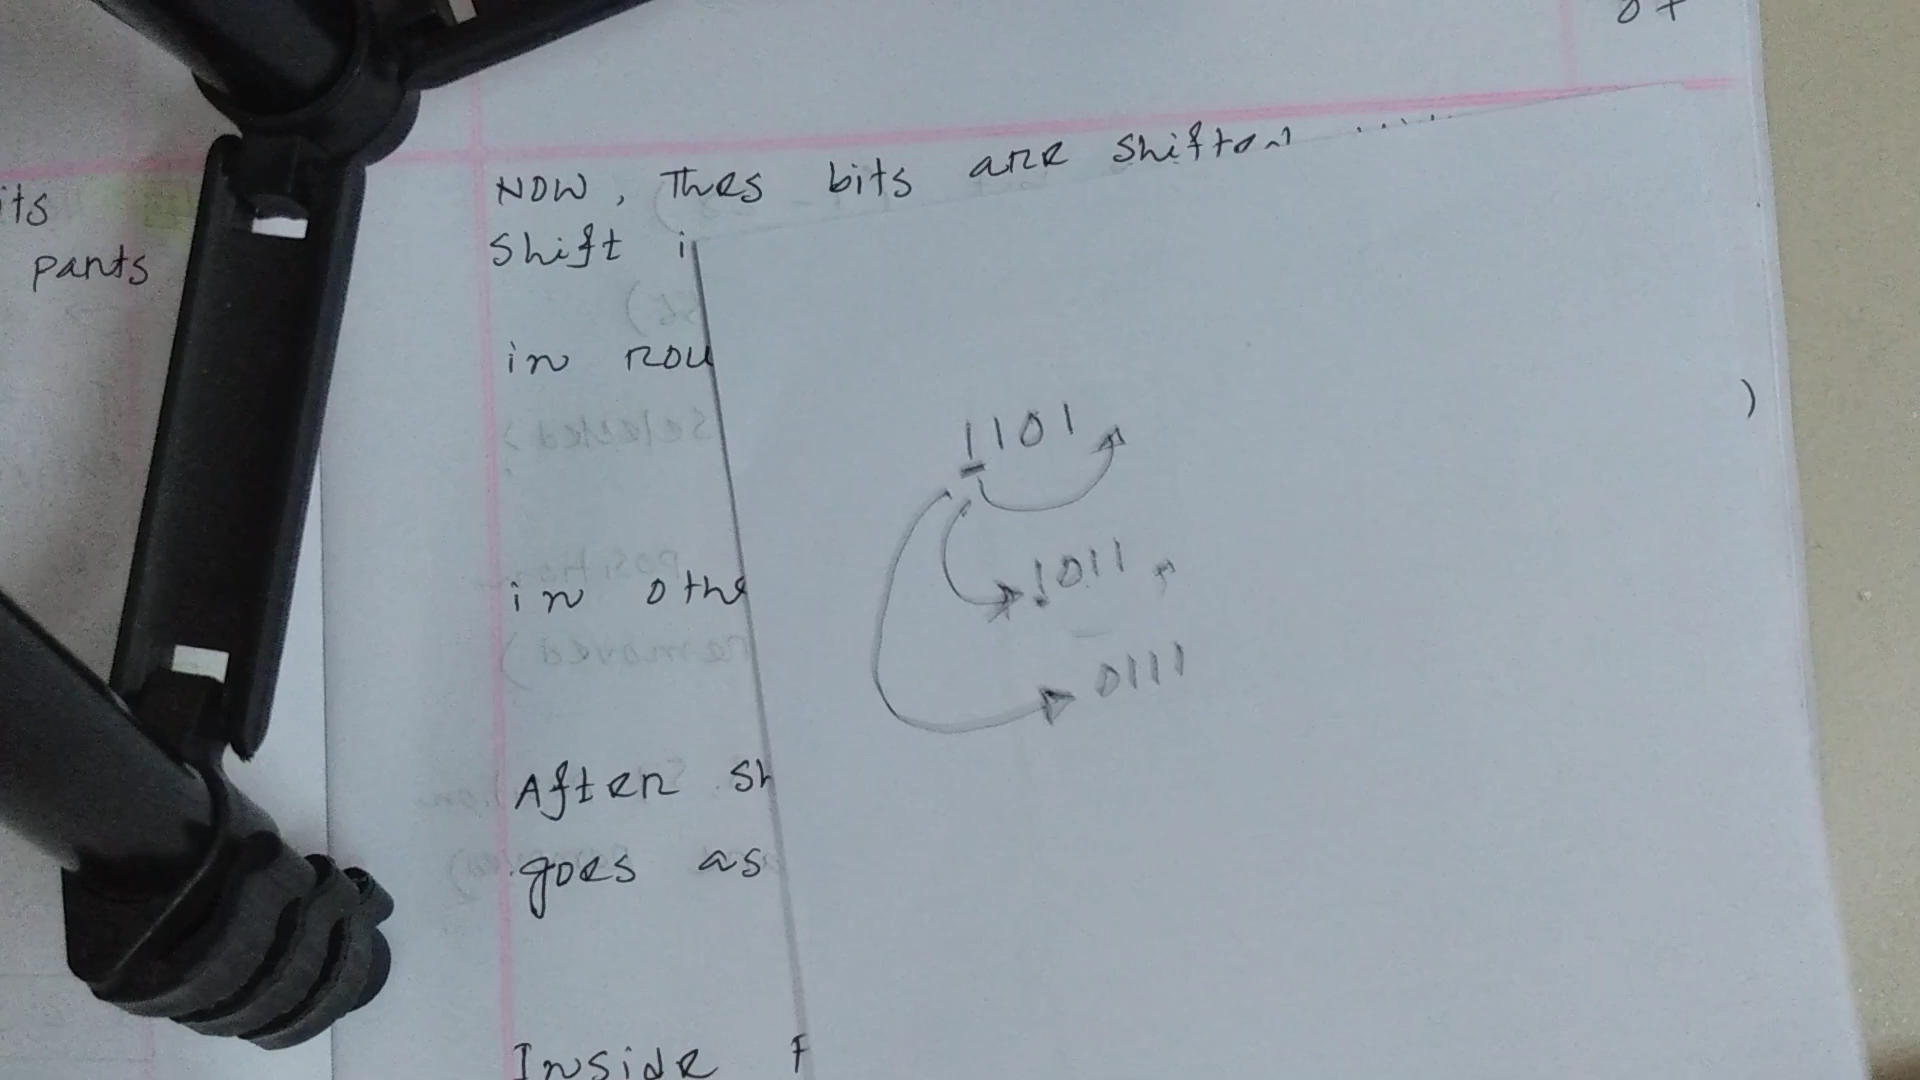 its
pants
NOW, Thes bits are shifton .....
Shift i
in rou
1101
1011
in othe
0111
After sh
goes as
Inside F
)